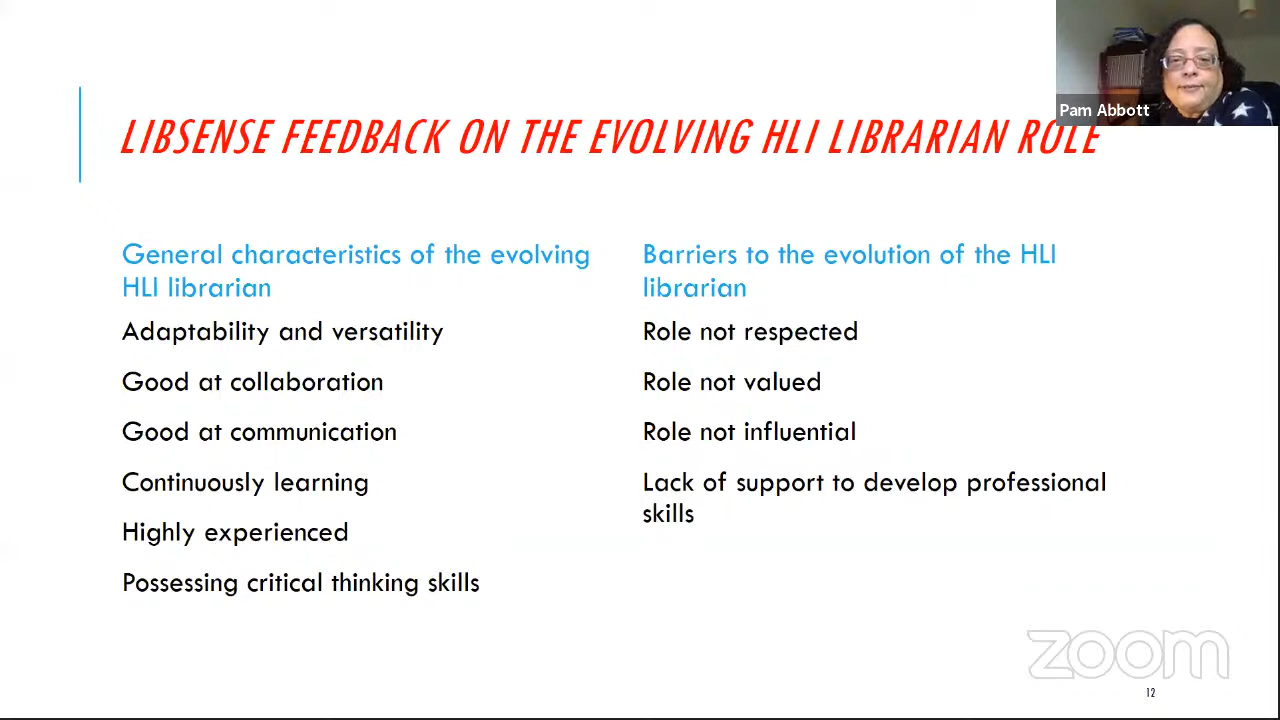 Pam Abbott
LIBSENSE FEEDBACK ON THE EVOLVING HLI LIBRARIAN ROLE
General characteristics of the evolving
HLI librarian
Adaptability and versatility
Good at collaboration
Good at communication
Continuously learning
Highly experienced
Possessing critical thinking skills
Barriers to the evolution of the HLI
librarian
Role not respected
Role not valued
Role not influential
Lack of support to develop professional
skills
zoom
12